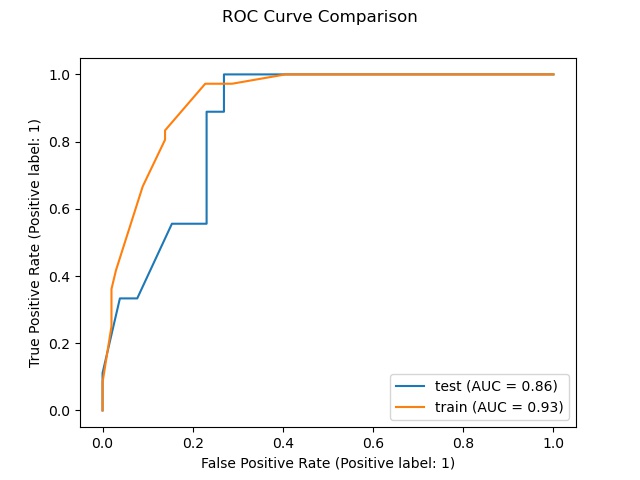 ROC Curve Comparison
True Positive Rate (Positive label: 1)
1.0
0.8
0.6
0.4
0.2
0.0
0.0 0.2 0.4 0.6 0.8 1.0
False Positive Rate (Positive label: 1)
test (AUC = 0.86)
train (AUC = 0.93)